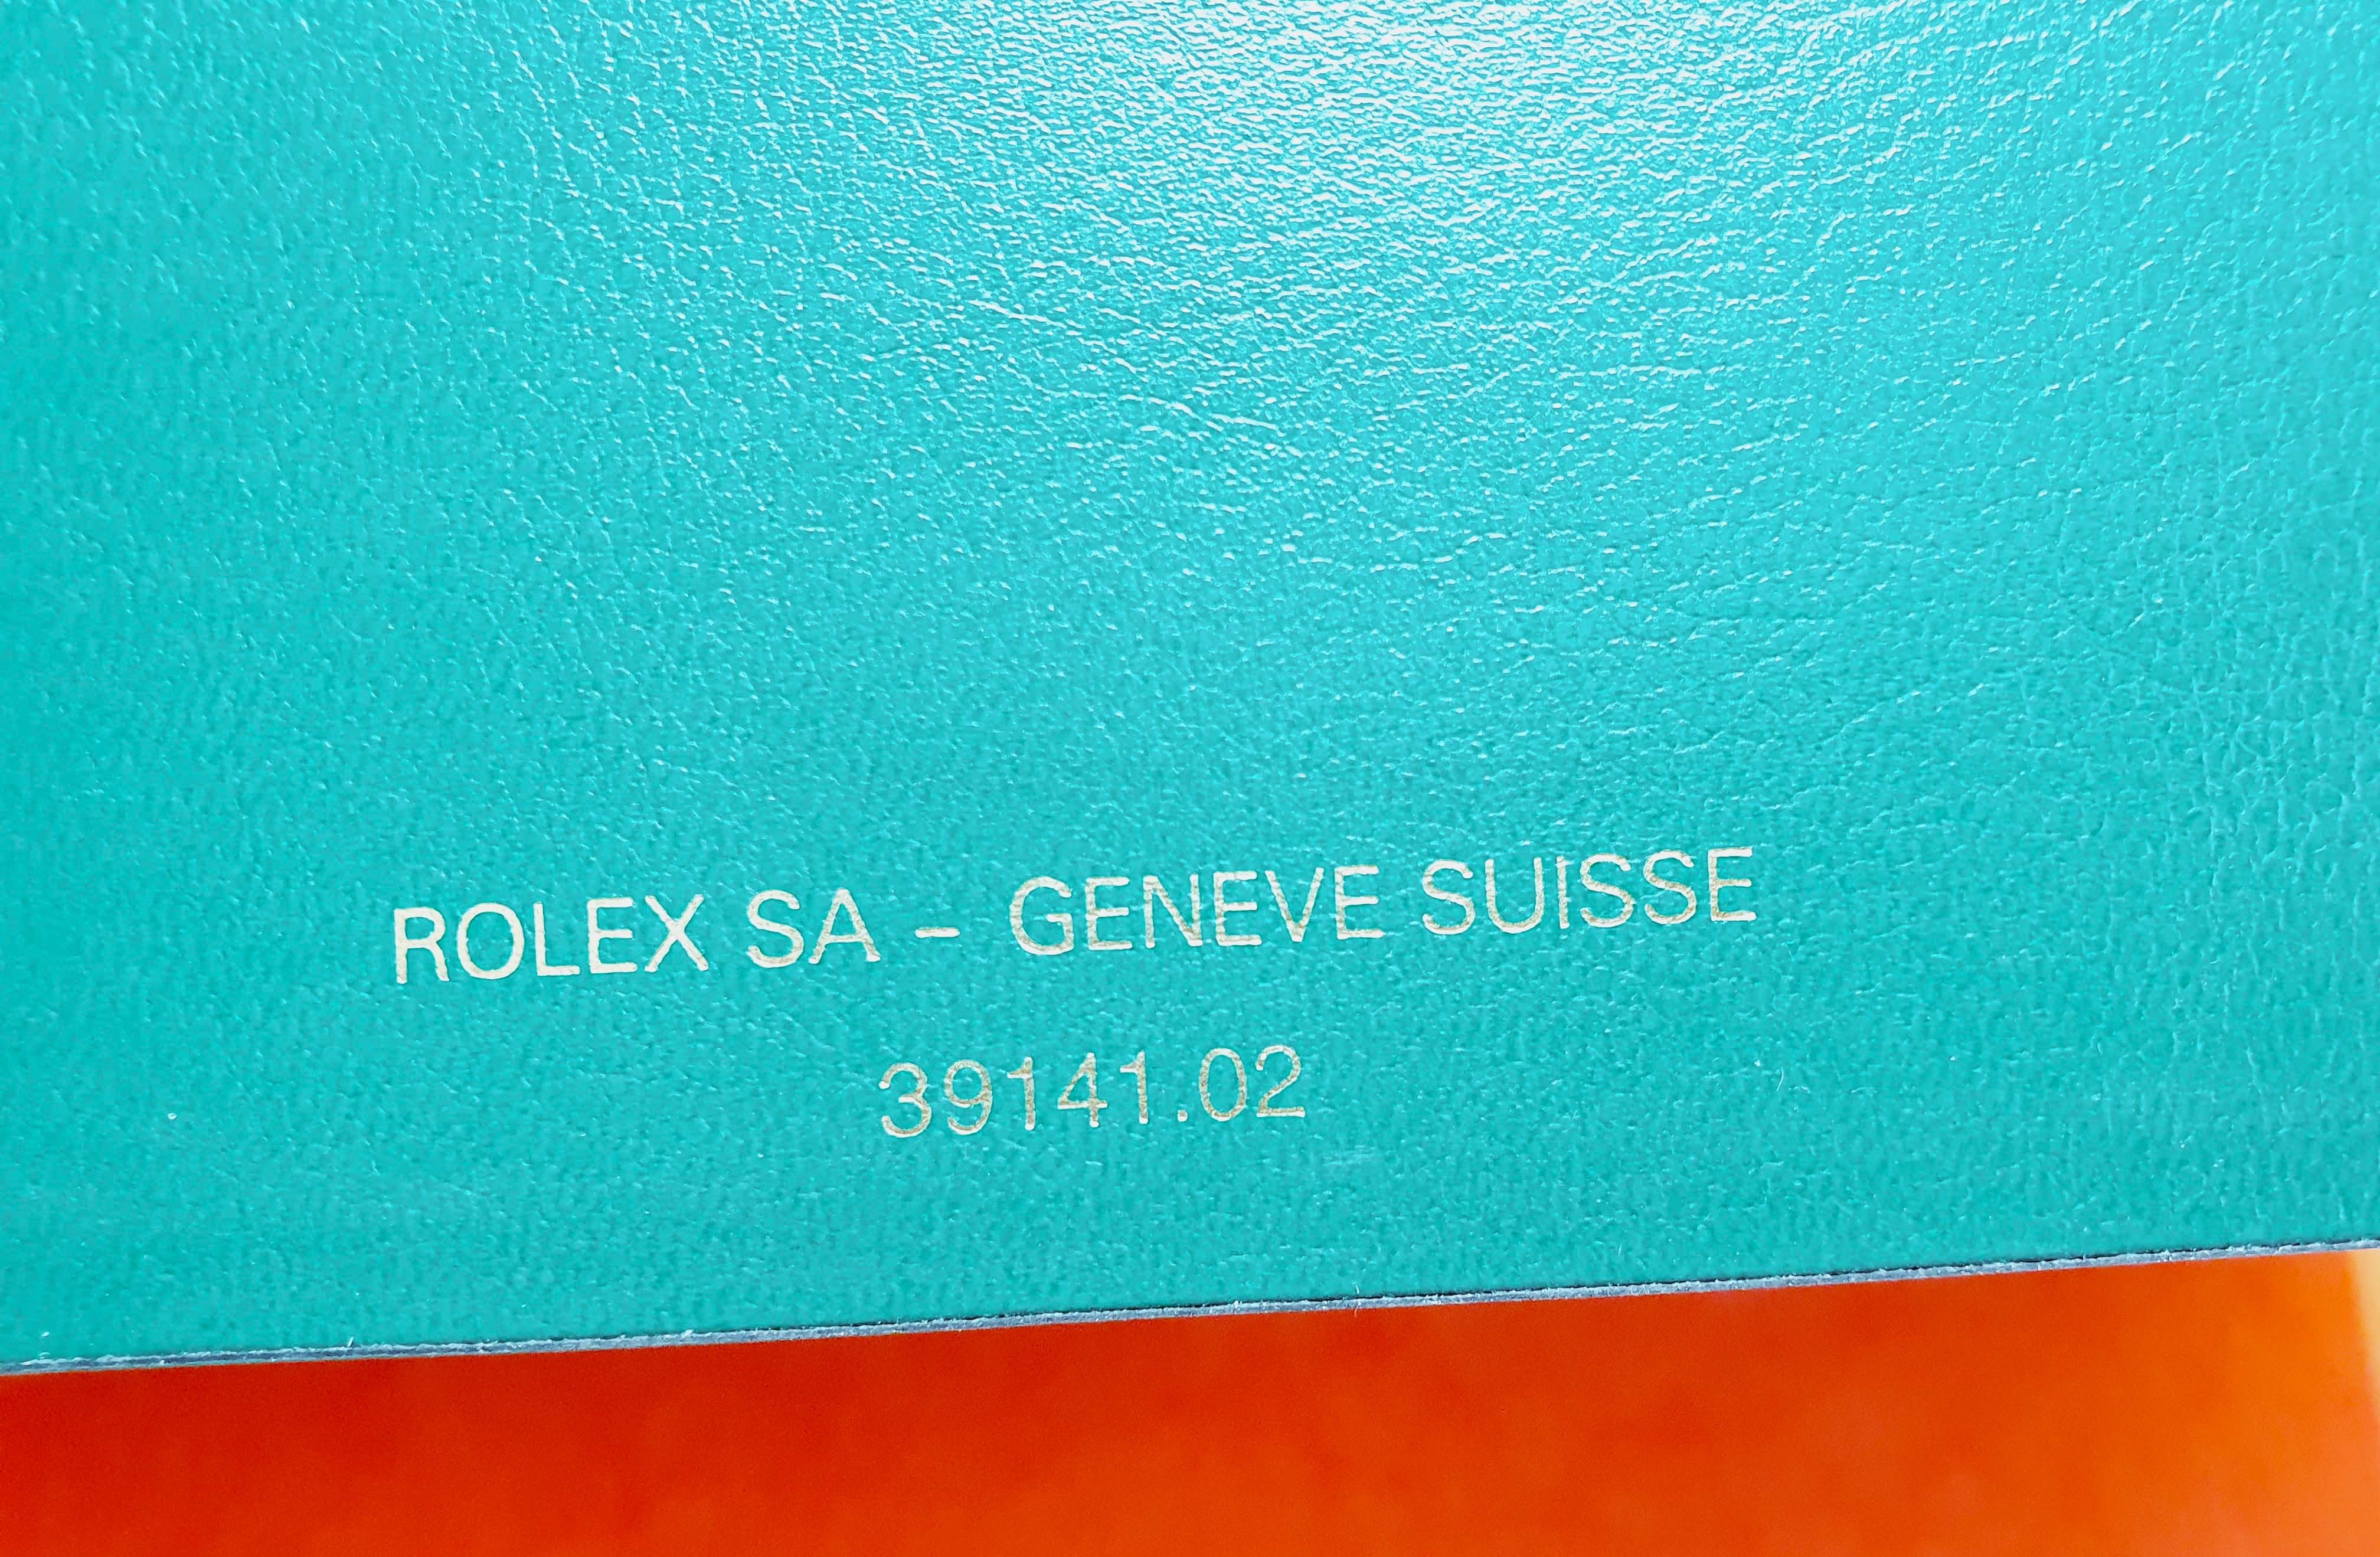 ROLEX SA - GENEVE SUISSE
39141.02